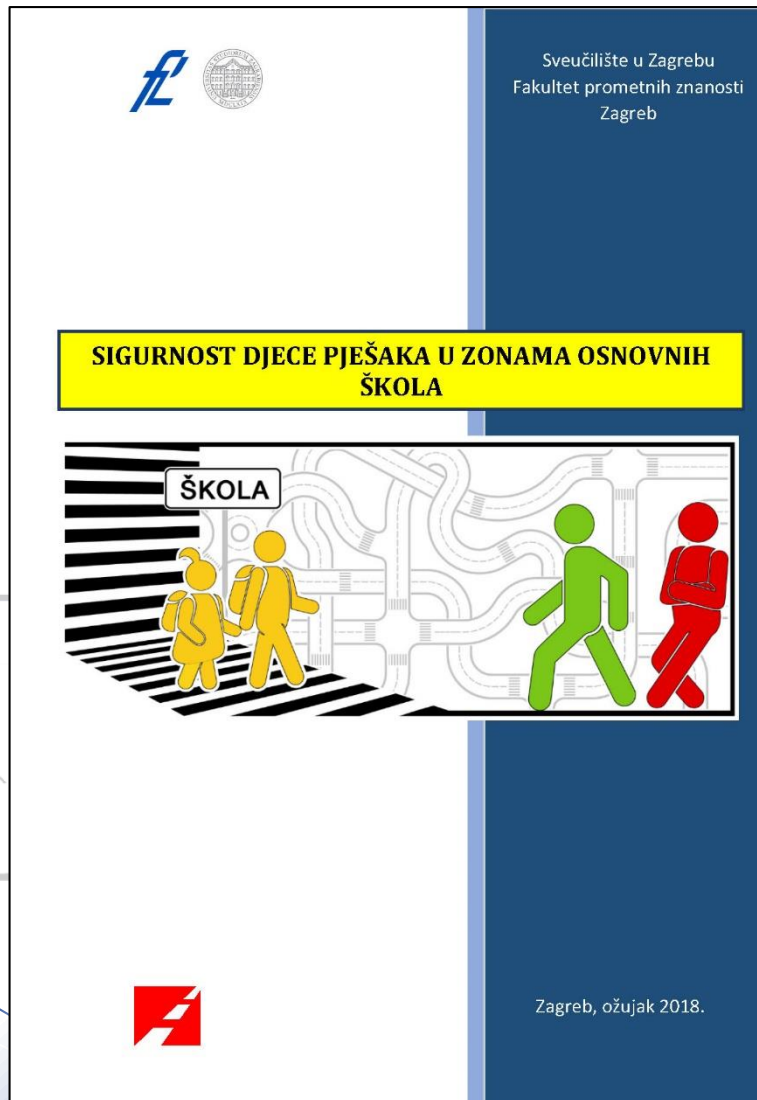 Sveučilište u Zagrebu
Fakultet prometnih znanosti
Zagreb
SIGURNOST DJECE PJEŠAKA U ZONAMA OSNOVNIH
ŠKOLA
ŠKOLA
Zagreb, ožujak 2018.